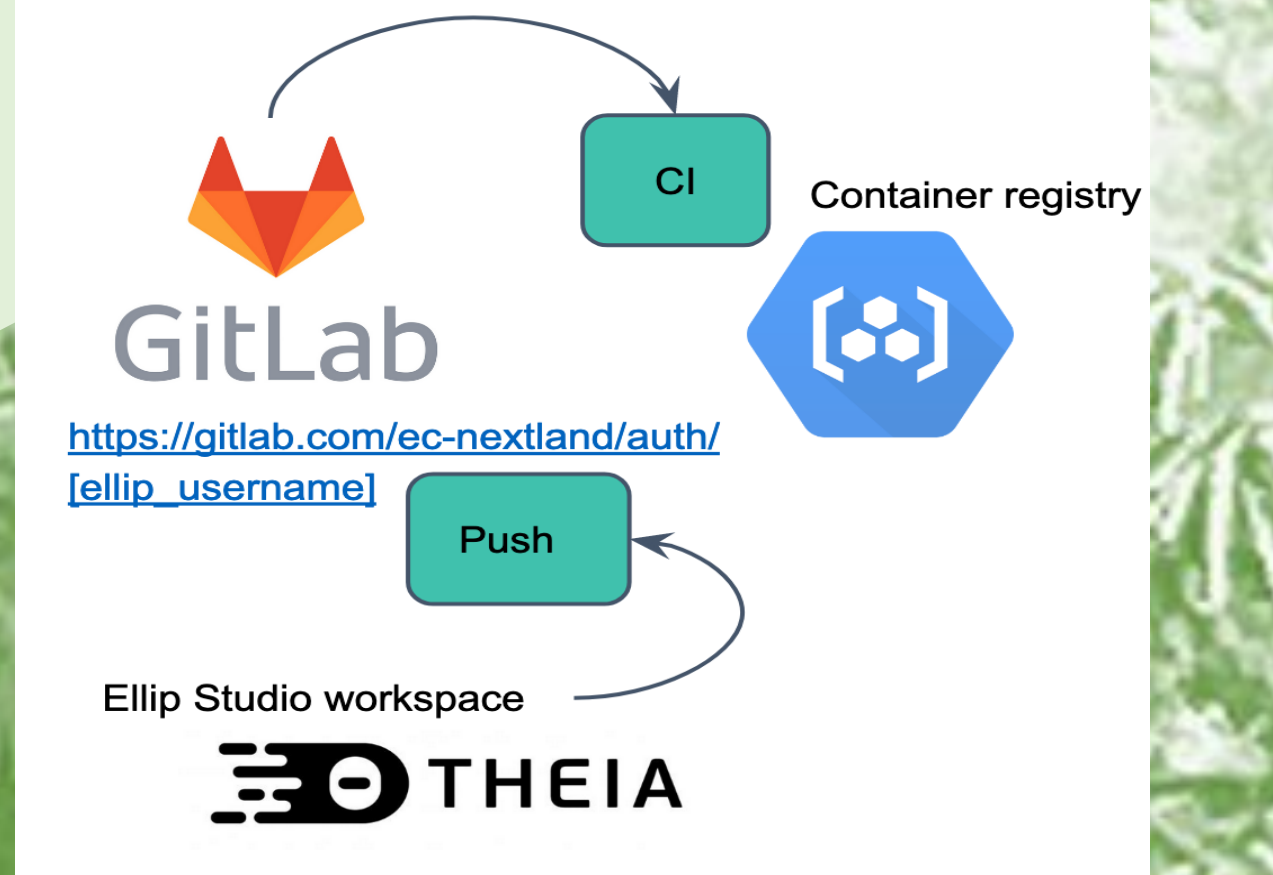 CI
Container registry
GitLab
https://gitlab.com/ec-nextland/auth/
[ellip_username]
Push
Ellip Studio workspace
THEIA